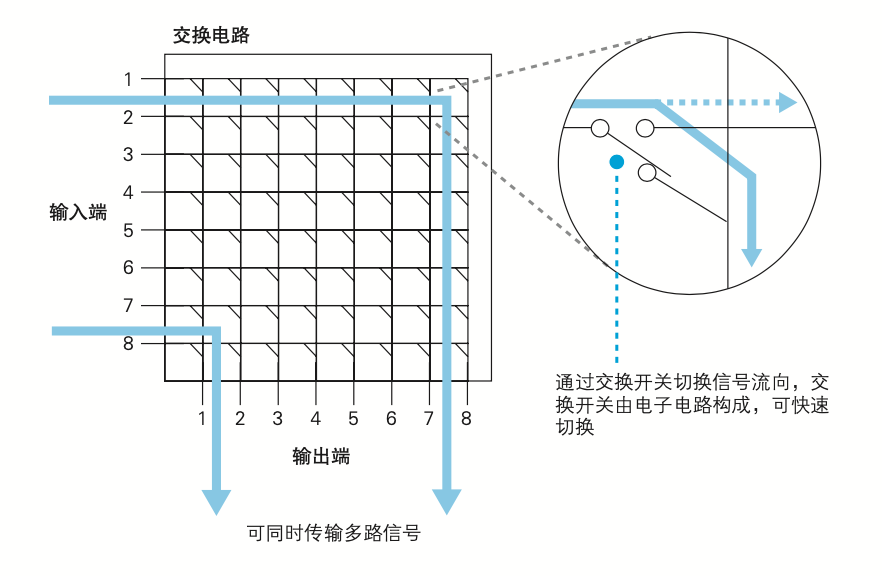 交换电路
1
2
3
4
输入端
5
6
7
8
1 2 3 4 5 6 7 8
输出端
可同时传输多路信号
通过交换开关切换信号流向，交
换开关由电子电路构成，可快速
切换